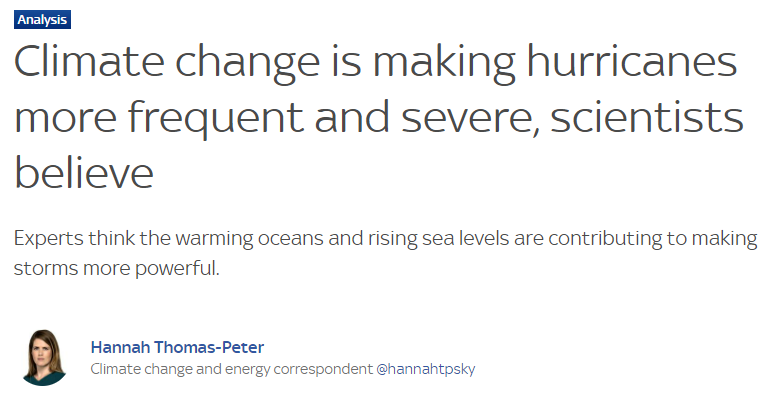 Analysis
Climate change is making hurricanes
more frequent and severe, scientists
believe
Experts think the warming oceans and rising sea levels are contributing to making
storms more powerful.
Hannah Thomas-Peter
Climate change and energy correspondent @hannahtpsky